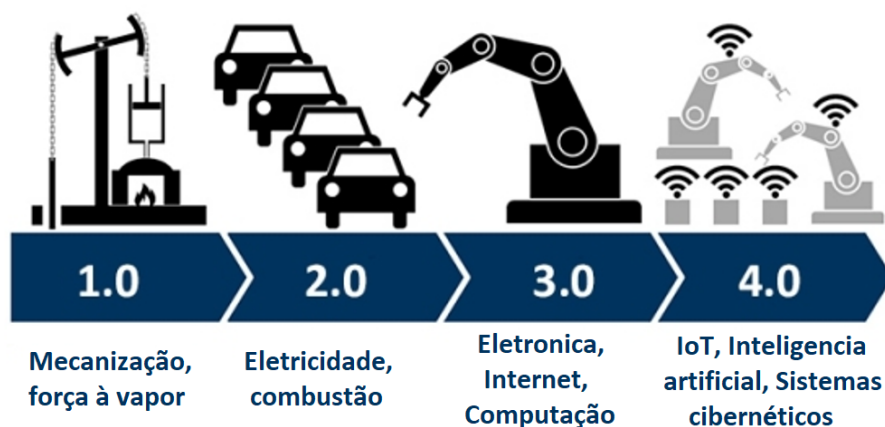 1.0
2.0
3.0
4.0
Mecanização,
força à vapor
Eletricidade,
combustão
Eletronica,
Internet,
Computação
IoT, Inteligencia
artificial, Sistemas
cibernéticos